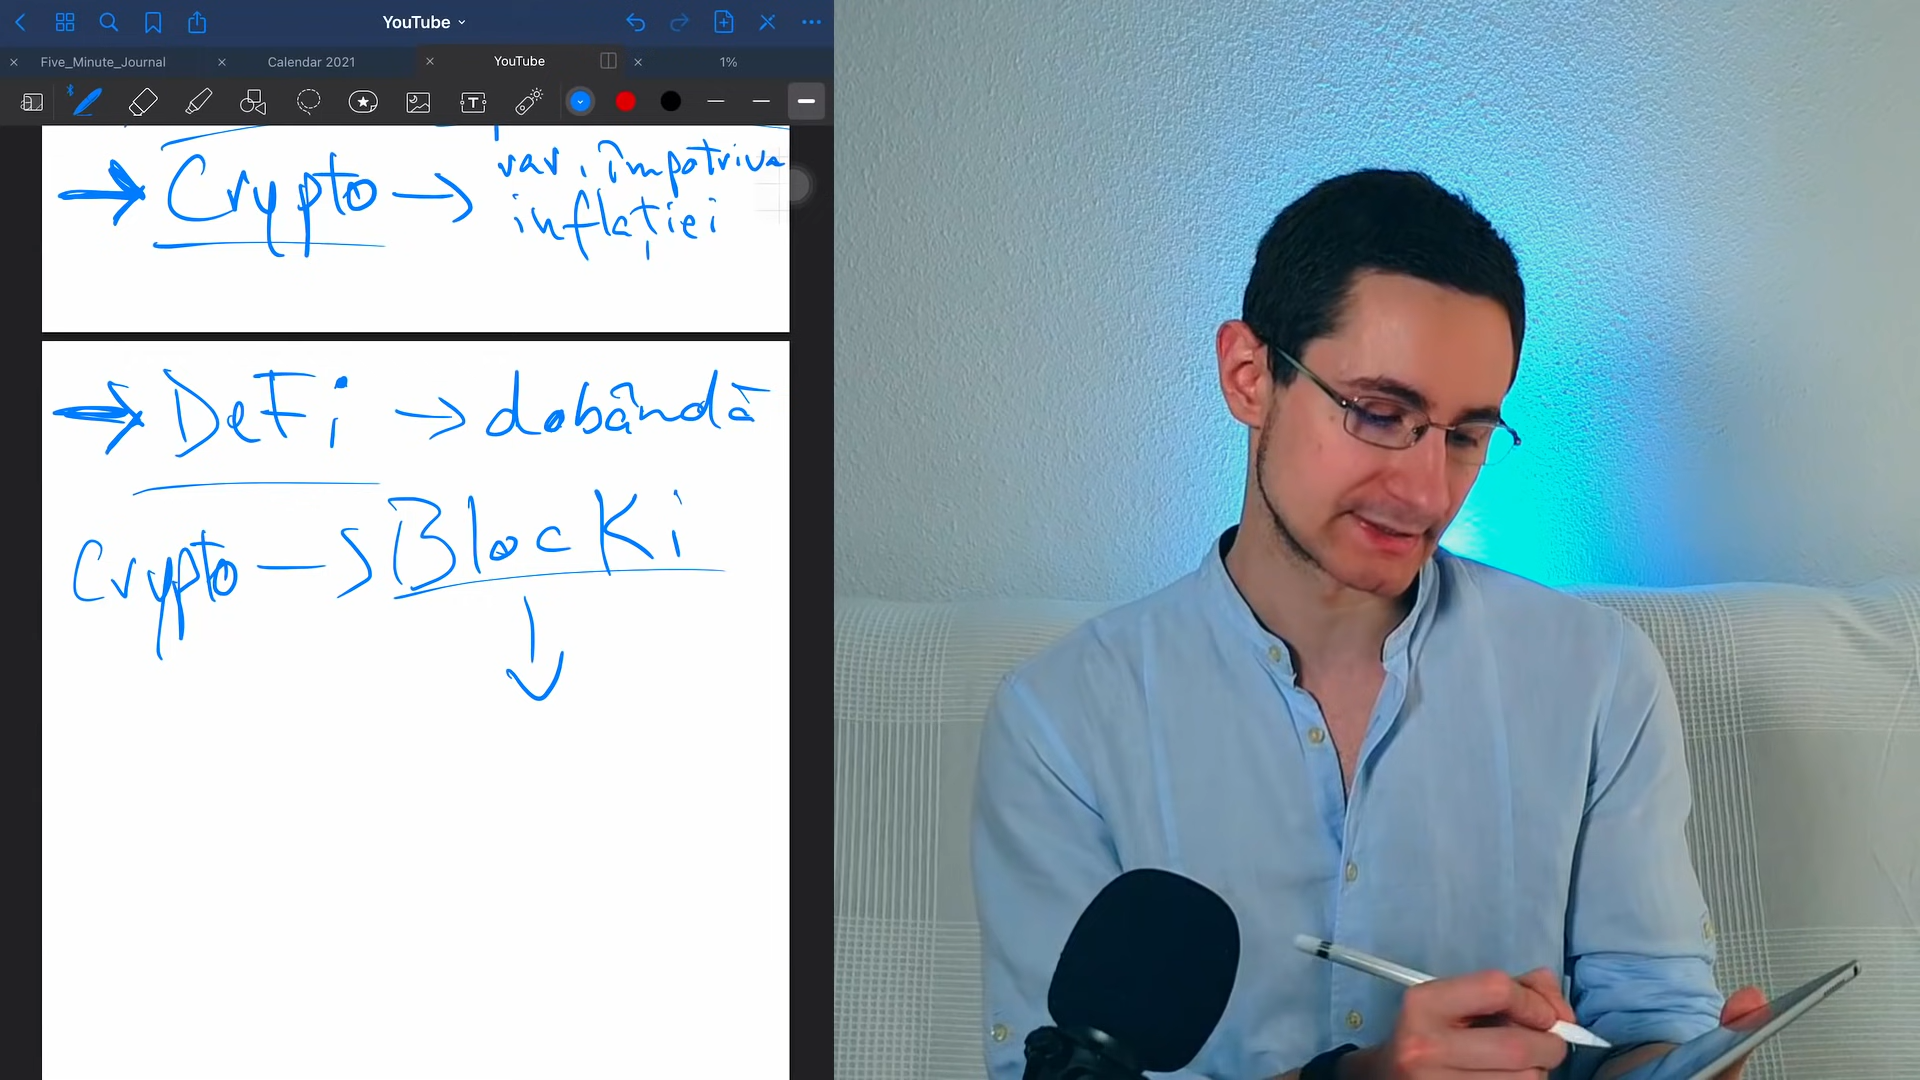 YouTube
Five_Minute_Journal
Calendar 2021
YouTube
1%
T
→ Crypto → var. împotriva
inflației
→ DeFi → dobândă
Crypto → Blocki